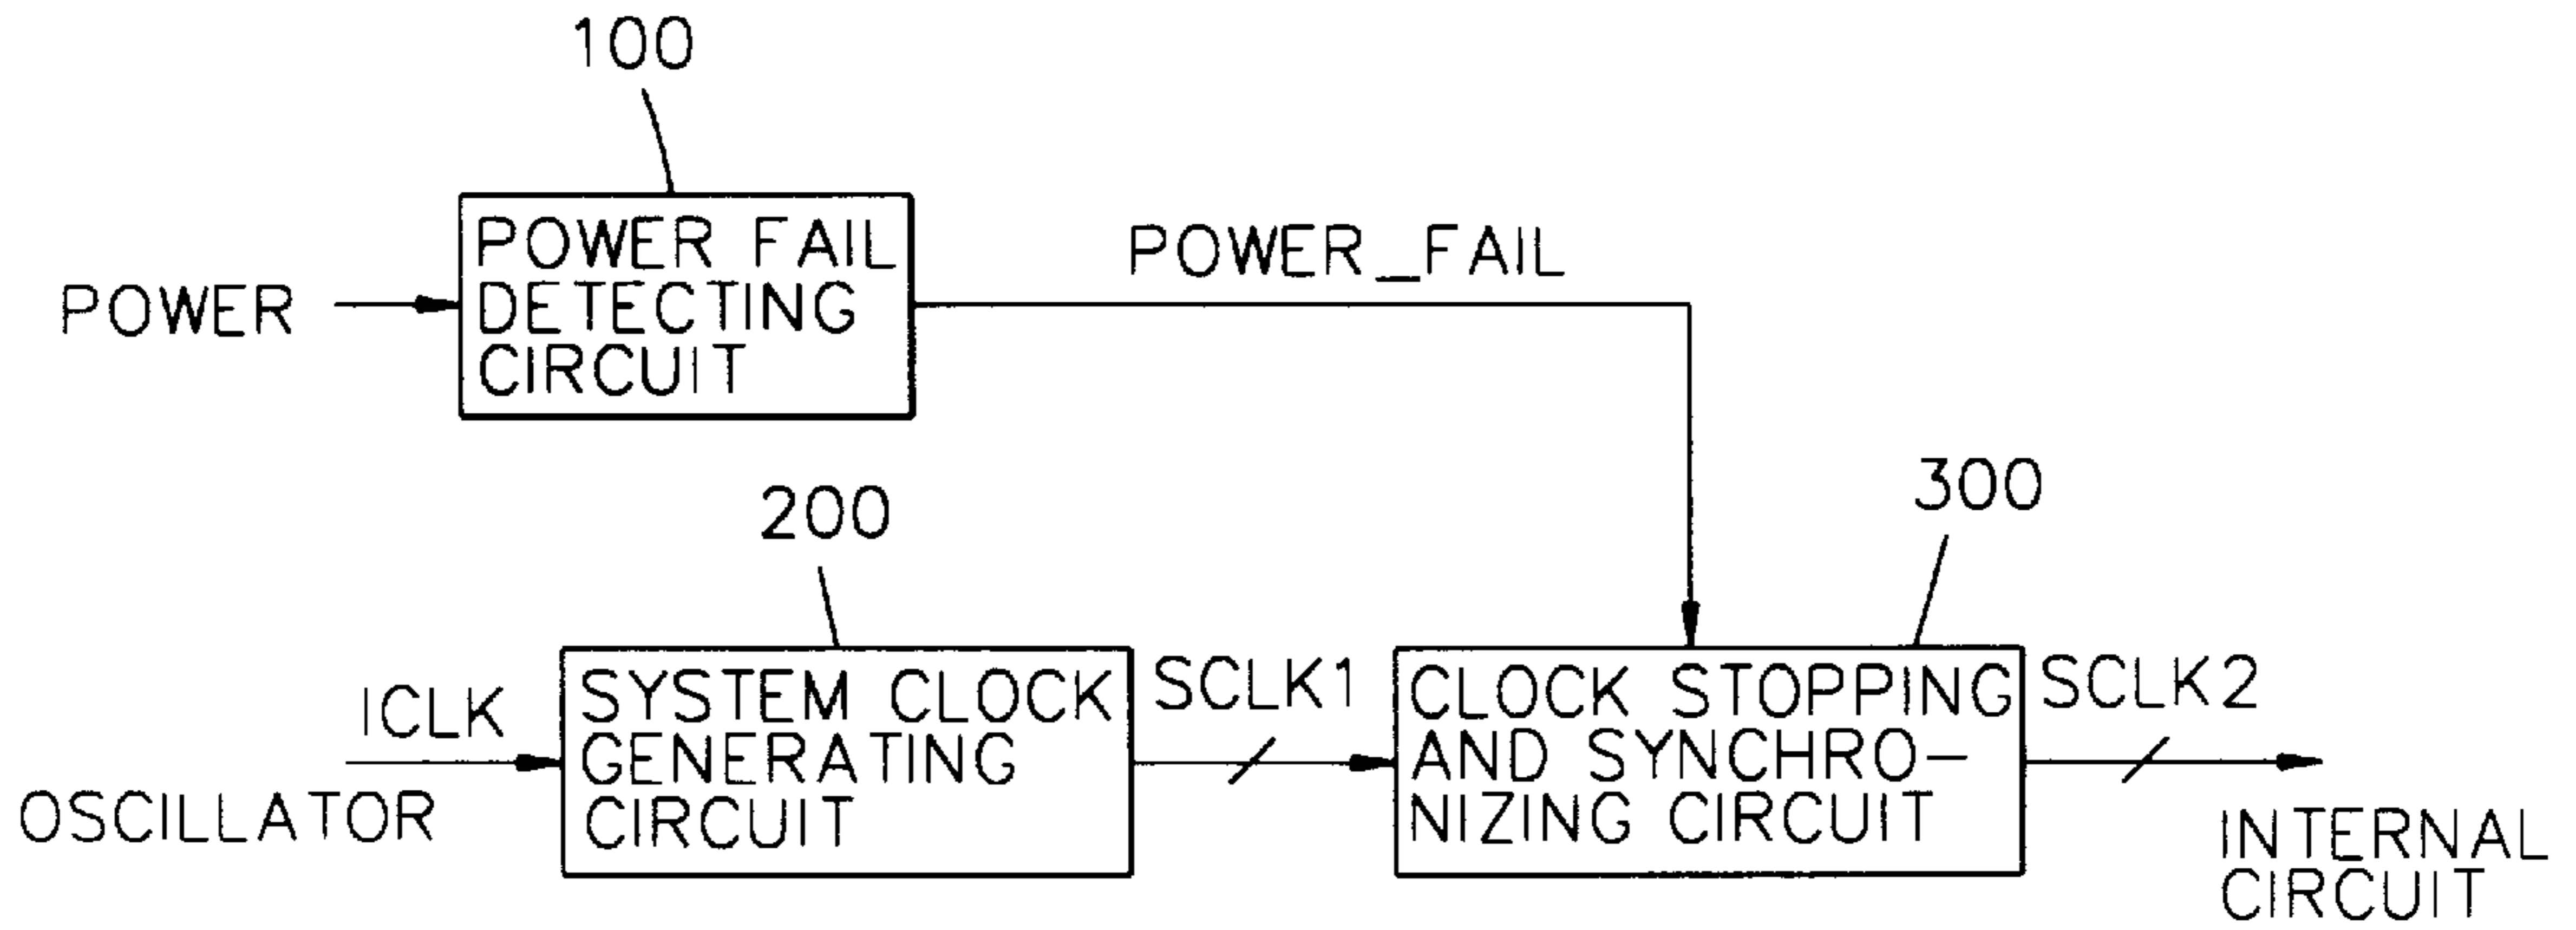 100
POWER FAIL
DETECTING
CIRCUIT
POWER
POWER_FAIL
200
300
ICLK
OSCILLATOR
SYSTEM CLOCK
GENERATING
CIRCUIT
SCLK1
CLOCK STOPPING
AND SYNCHRO-
NIZING CIRCUIT
SCLK2
INTERNAL
CIRCUIT